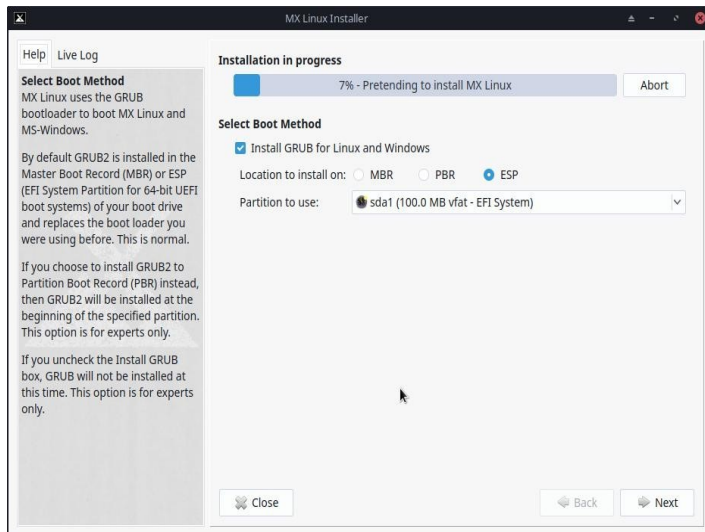 MX Linux Installer
Help
Live Log
Select Boot Method
MX Linux uses the GRUB
bootloader to boot MX Linux and
MS-Windows.
By default GRUB2 is installed in the
Master Boot Record (MBR) or ESP
(EFI System Partition for 64-bit UEFI
boot systems) of your boot drive
and replaces the boot loader you
were using before. This is normal.
If you choose to install GRUB2 to
Partition Boot Record (PBR) instead,
then GRUB2 will be installed at the
beginning of the specified partition.
This option is for experts only.
If you uncheck the Install GRUB
box, GRUB will not be installed at
this time. This option is for experts
only.
Installation in progress
7% - Pretending to install MX Linux
Abort
Select Boot Method
Install GRUB for Linux and Windows
Location to install on: MBR PBR ESP
Partition to use: sda1 (100.0 MB vfat - EFI System)
Close
Back
Next